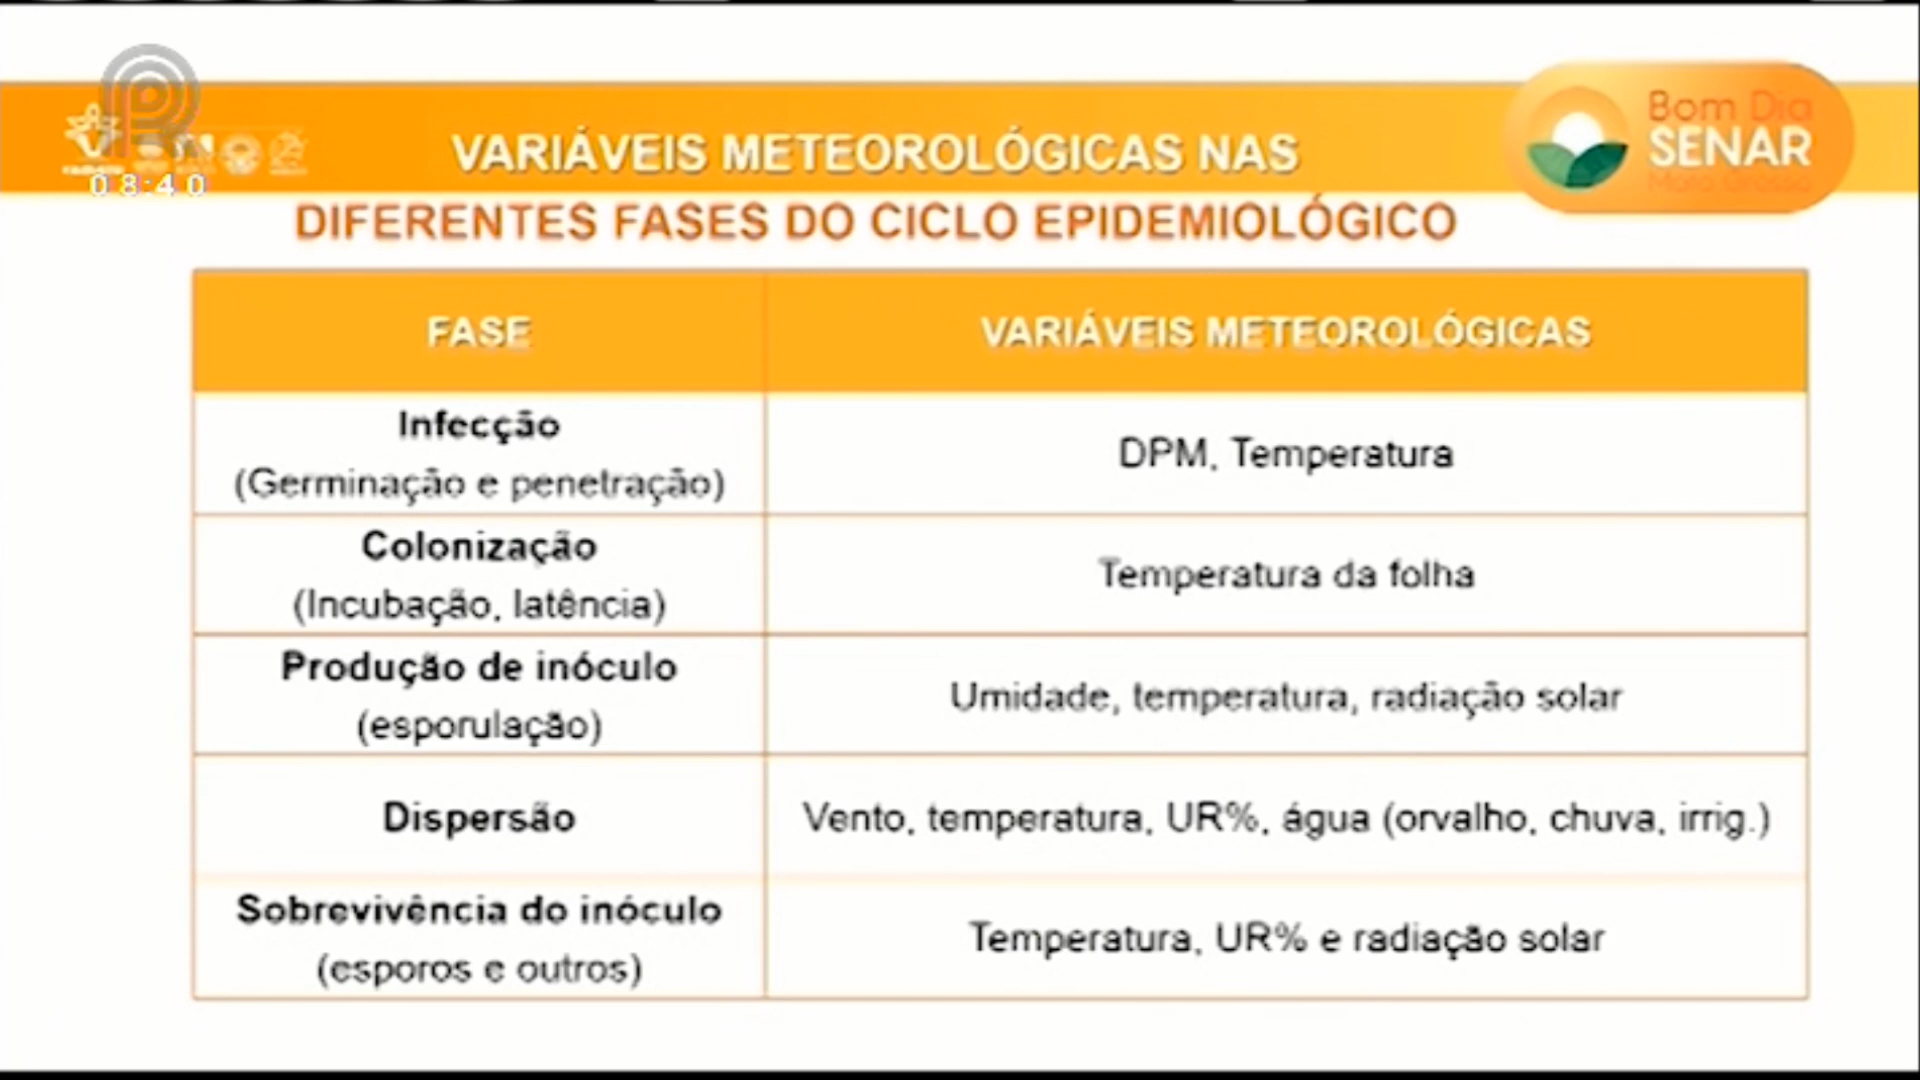 Bom Dia
SENAR
Mato Grosso
08:40
VARIÁVEIS METEOROLÓGICAS NAS
DIFERENTES FASES DO CICLO EPIDEMIOLÓGICO
FASE
VARIÁVEIS METEOROLÓGICAS
Infecção
(Germinação e penetração)
DPM, Temperatura
Colonização
(Incubação, latência)
Temperatura da folha
Produção de inóculo
(esporulação)
Umidade, temperatura, radiação solar
Dispersão
Vento, temperatura, UR%, água (orvalho, chuva, irrig.)
Sobrevivência do inóculo
(esporos e outros)
Temperatura, UR% e radiação solar